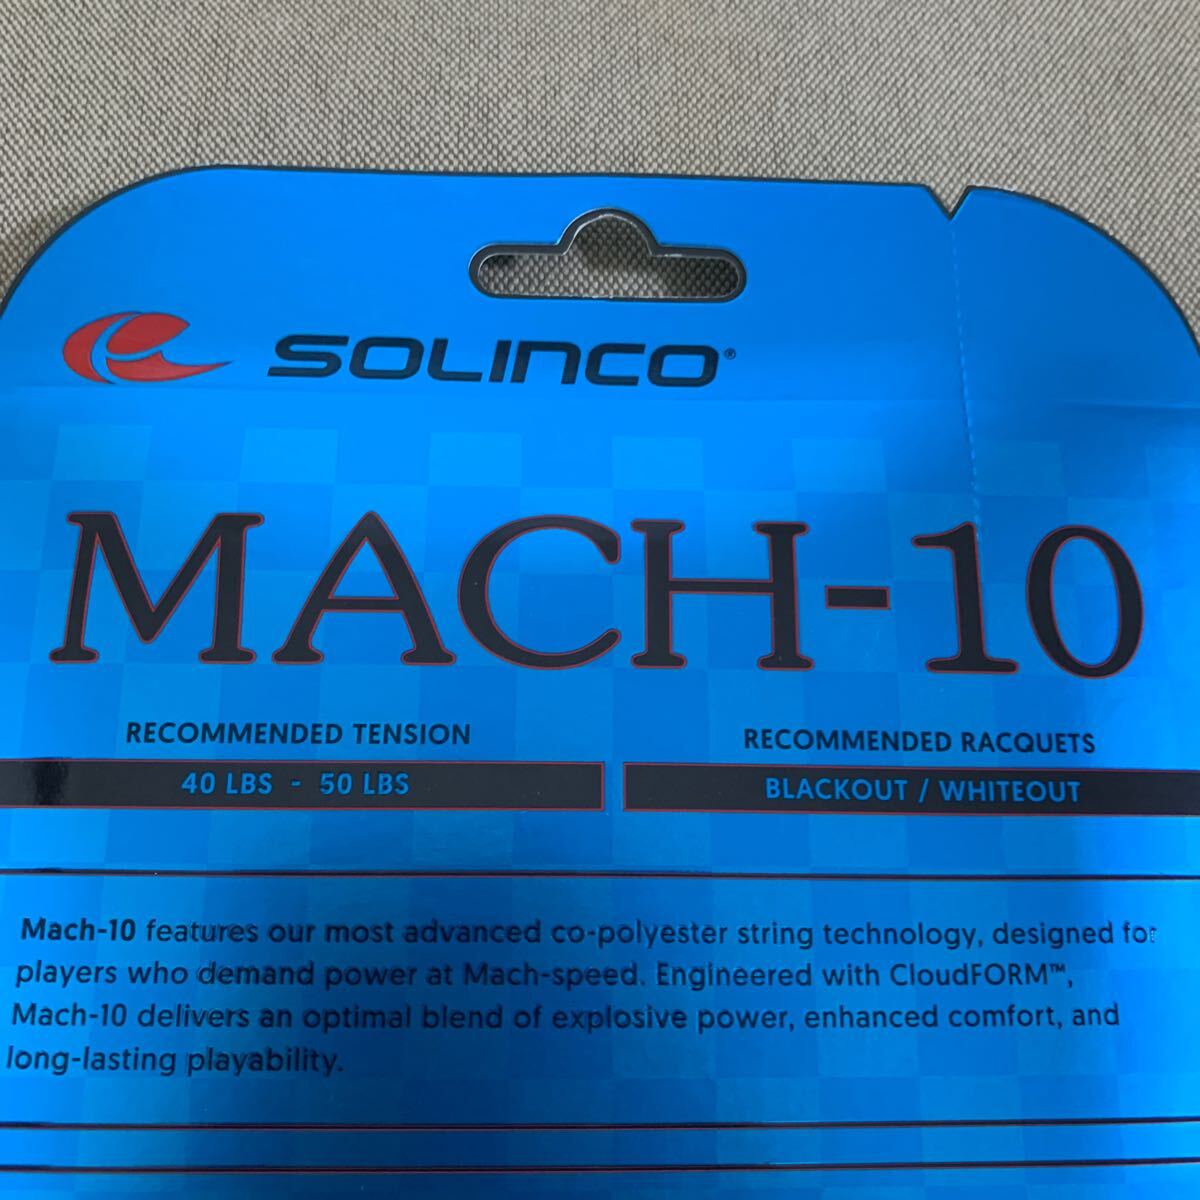 SOLINCO®
MACH-10
RECOMMENDED TENSION
40 LBS - 50 LBS
RECOMMENDED RACQUETS
BLACKOUT / WHITEOUT
Mach-10 features our most advanced co-polyester string technology, designed for
players who demand power at Mach-speed. Engineered with CloudFORM™,
Mach-10 delivers an optimal blend of explosive power, enhanced comfort, and
long-lasting playability.